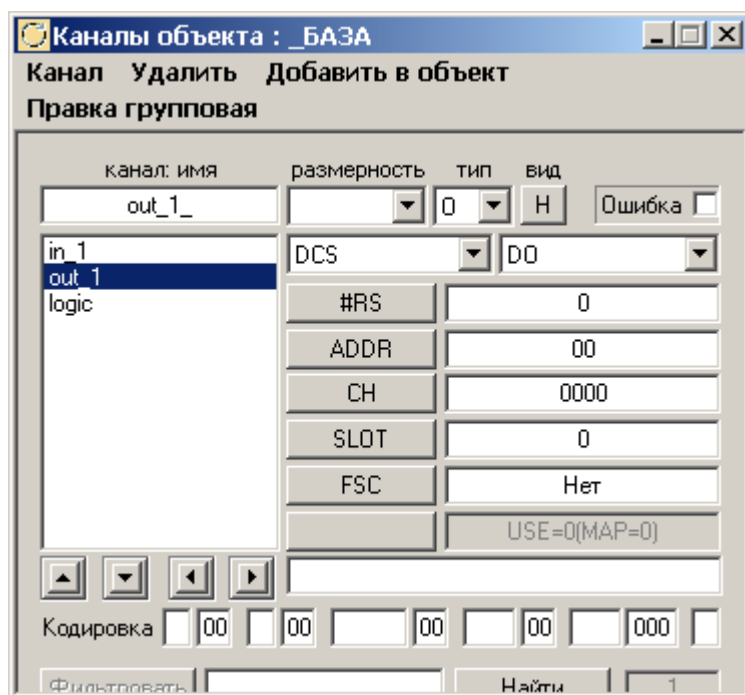 Каналы объекта : _БАЗА
Канал Удалить Добавить в объект
Правка групповая
канал: имя размерность тип вид
out_1_ O Н Ошибка
in_1 DCS DO
out_1
logic #RS 0
ADDR 00
CH 0000
SLOT 0
FSC Нет
USE=0(MAP=0)
Кодировка 00 00 00 00 000
Фильтровать Найти 1